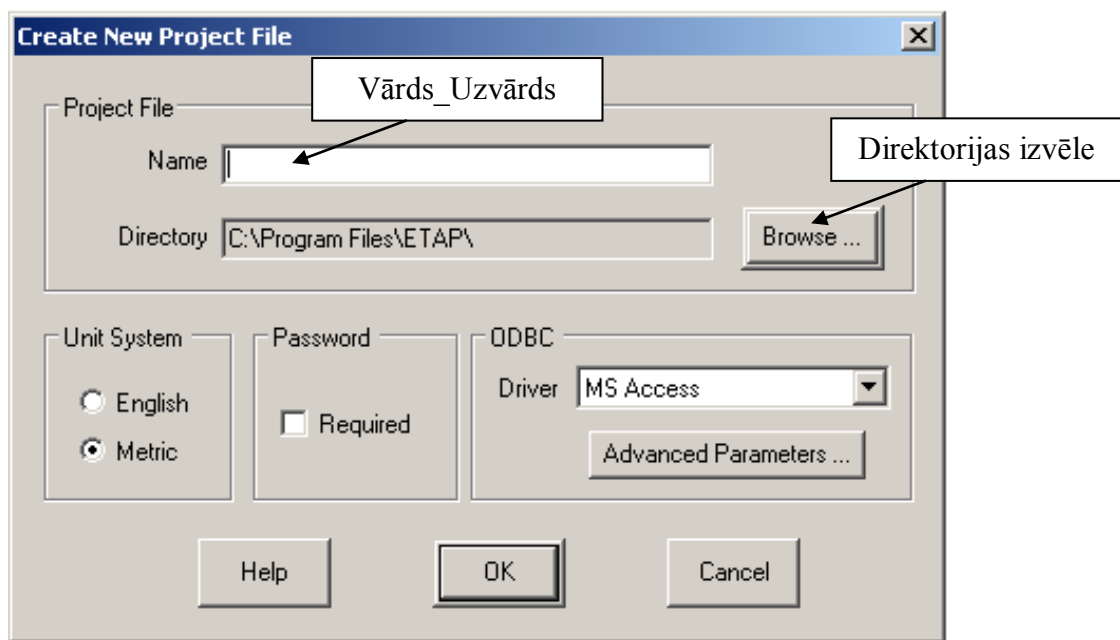 Create New Project File
Vārds_Uzvārds
Project File
Direktorijas izvēle
Name
Directory C:\Program Files\ETAP\ Browse ...
Unit System Password ODBC
Driver MS Access
English
Required
Metric Advanced Parameters ...
Help OK Cancel